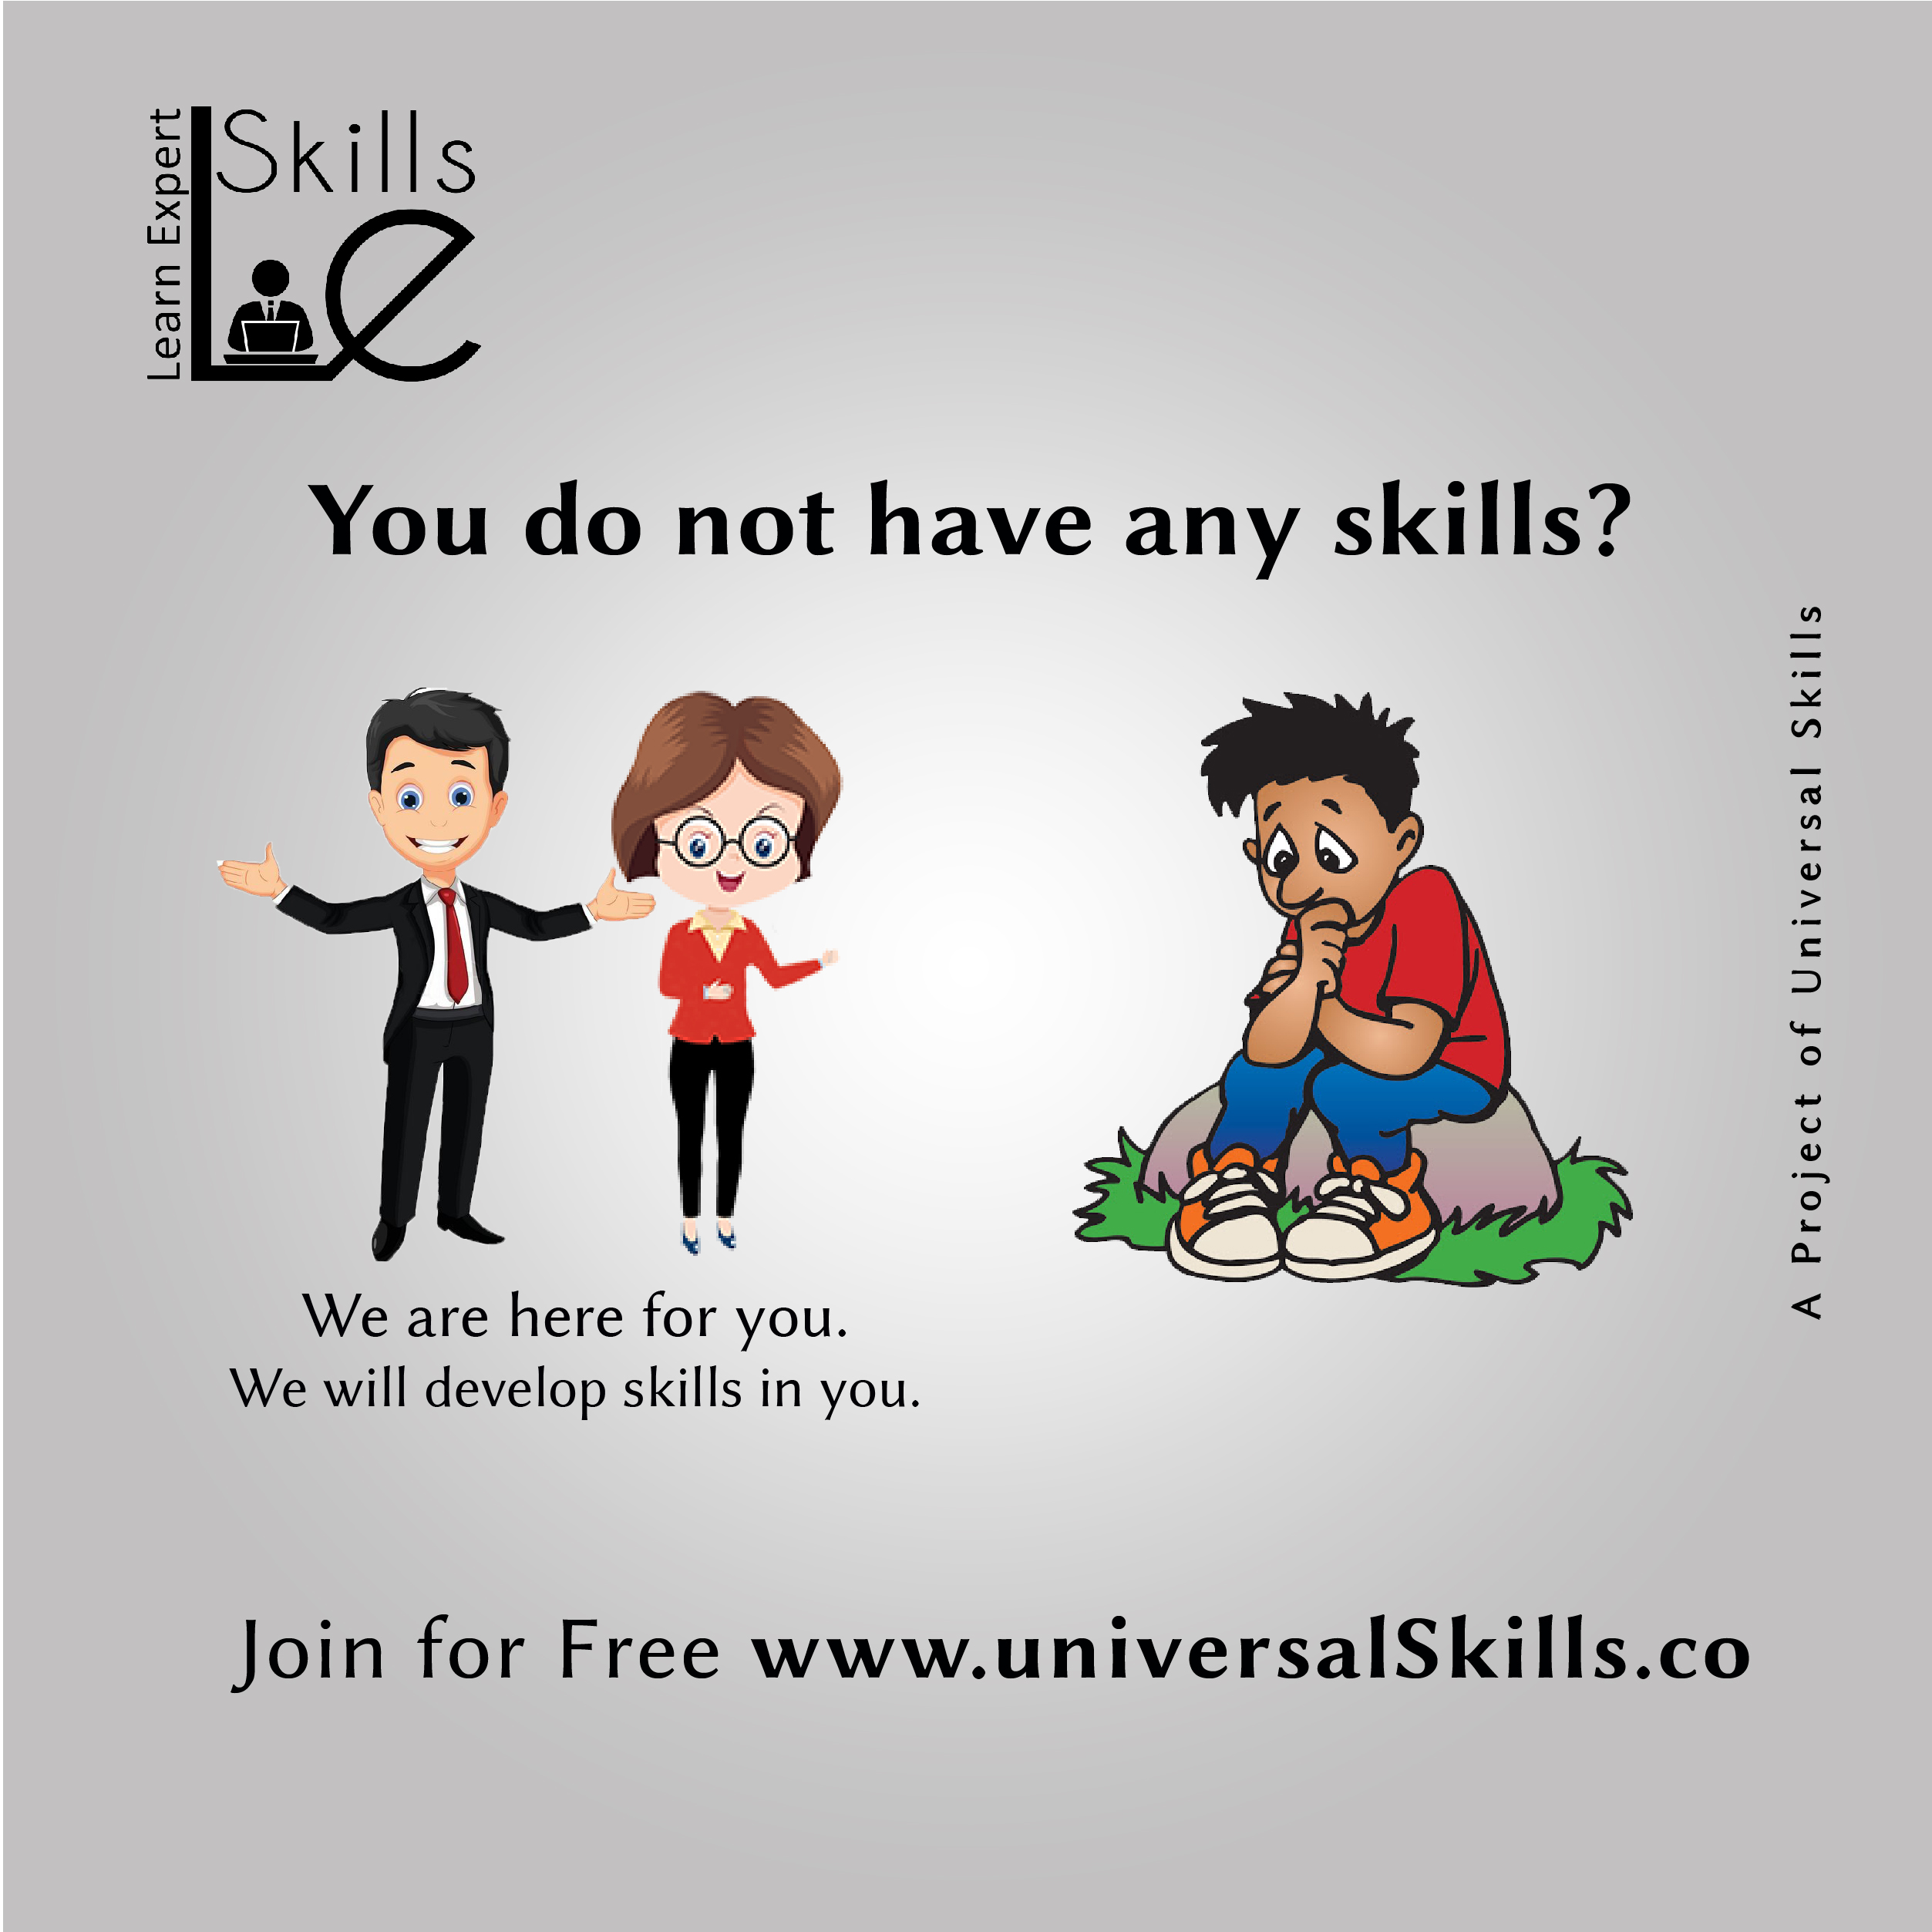 Learn Expert
Skills
Le
You do not have any skills?
A Project of Universal Skills
We are here for you.
We will develop skills in you.
Join for Free www.universalSkills.co